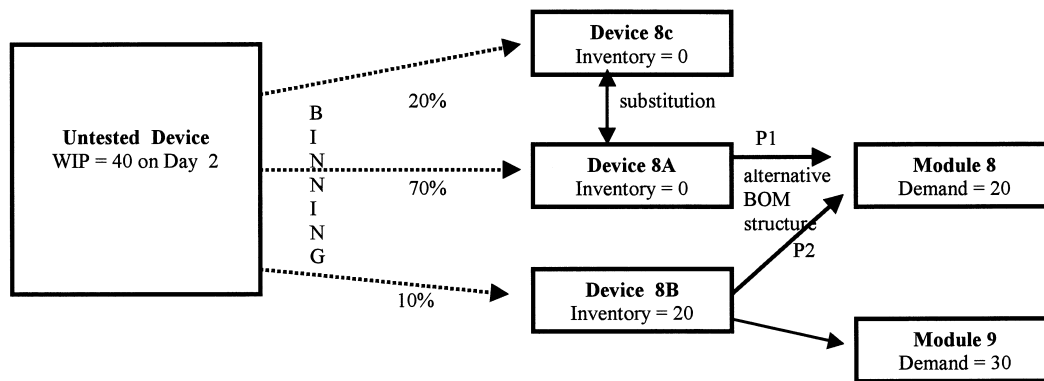 Device 8c
Inventory = 0
20%
substitution
Untested Device
WIP = 40 on Day 2
B
I
N
N
I
N
G
70%
Device 8A
Inventory = 0
P1
alternative
BOM
structure
P2
Module 8
Demand = 20
10%
Device 8B
Inventory = 20
Module 9
Demand = 30